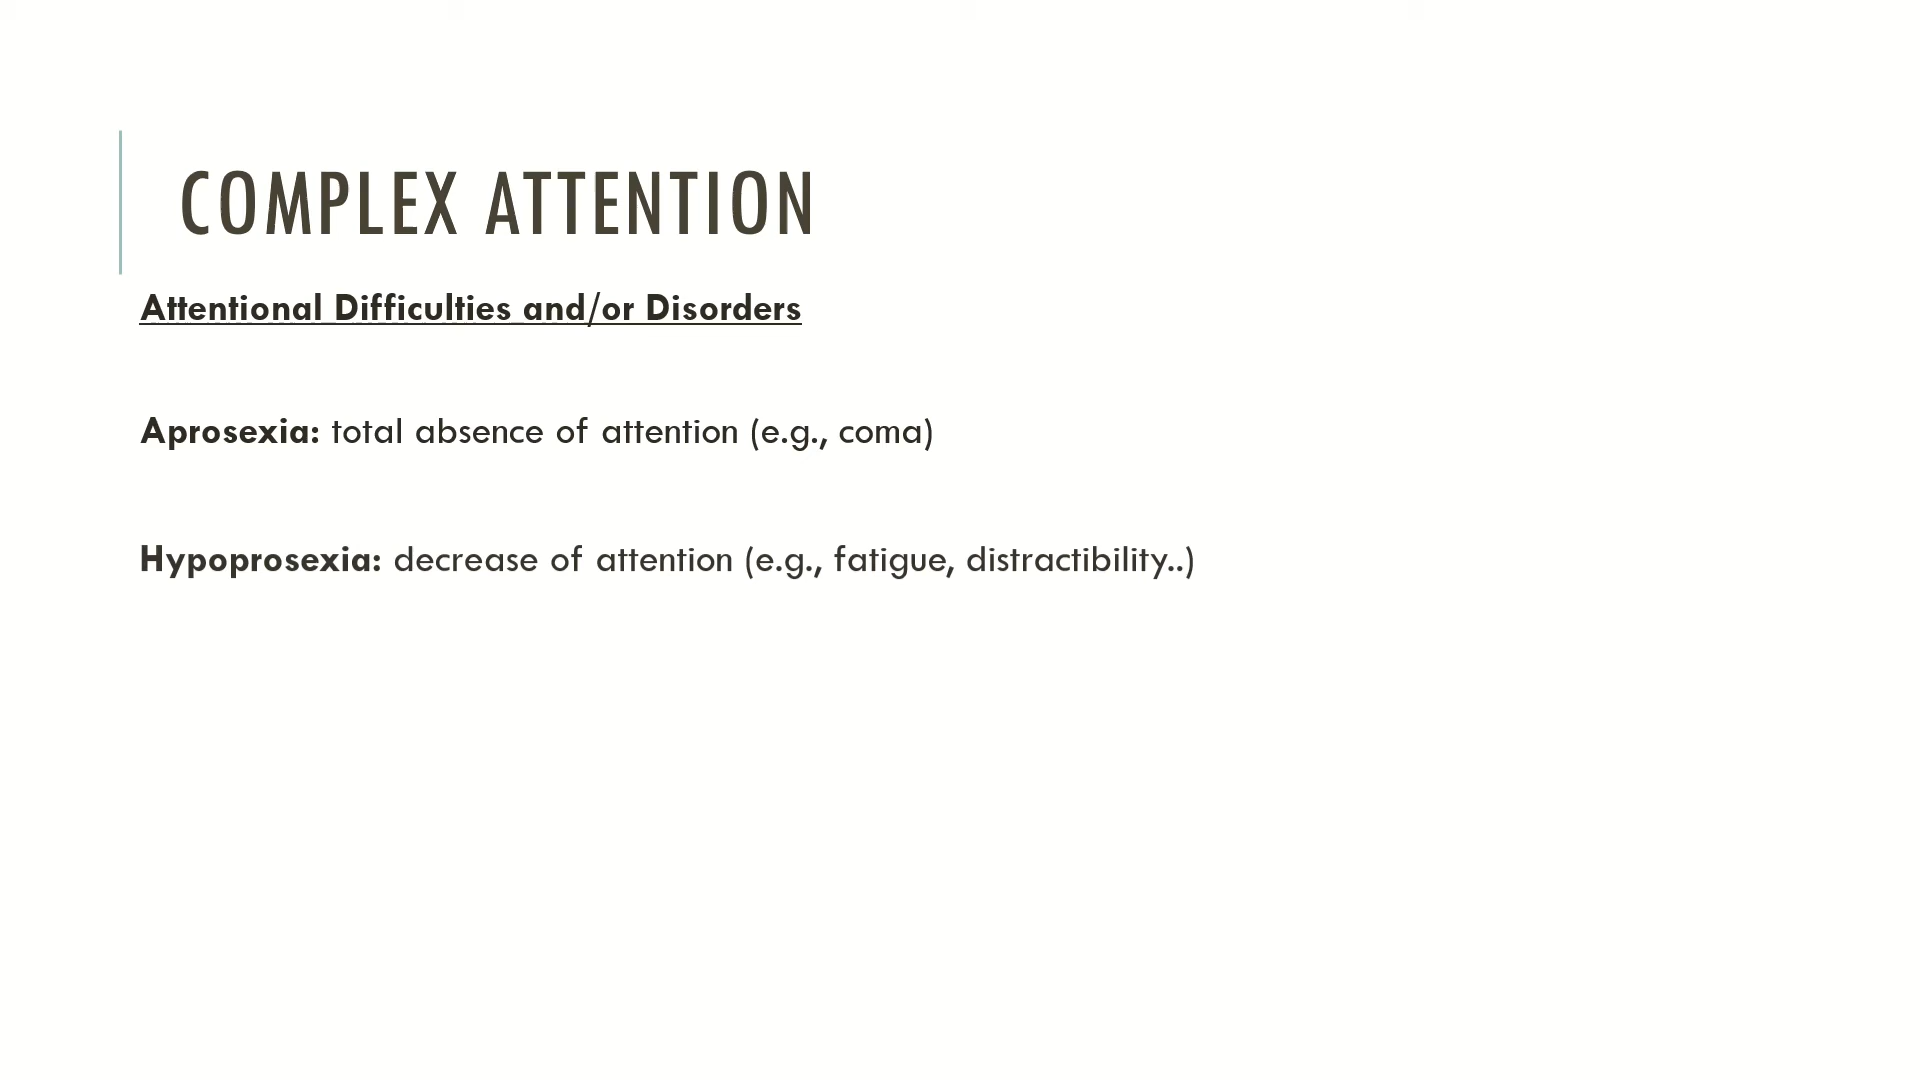 COMPLEX ATTENTION
Attentional Difficulties and/or Disorders
Aprosexia: total absence of attention (e.g., coma)
Hypoprosexia: decrease of attention (e.g., fatigue, distractibility..)